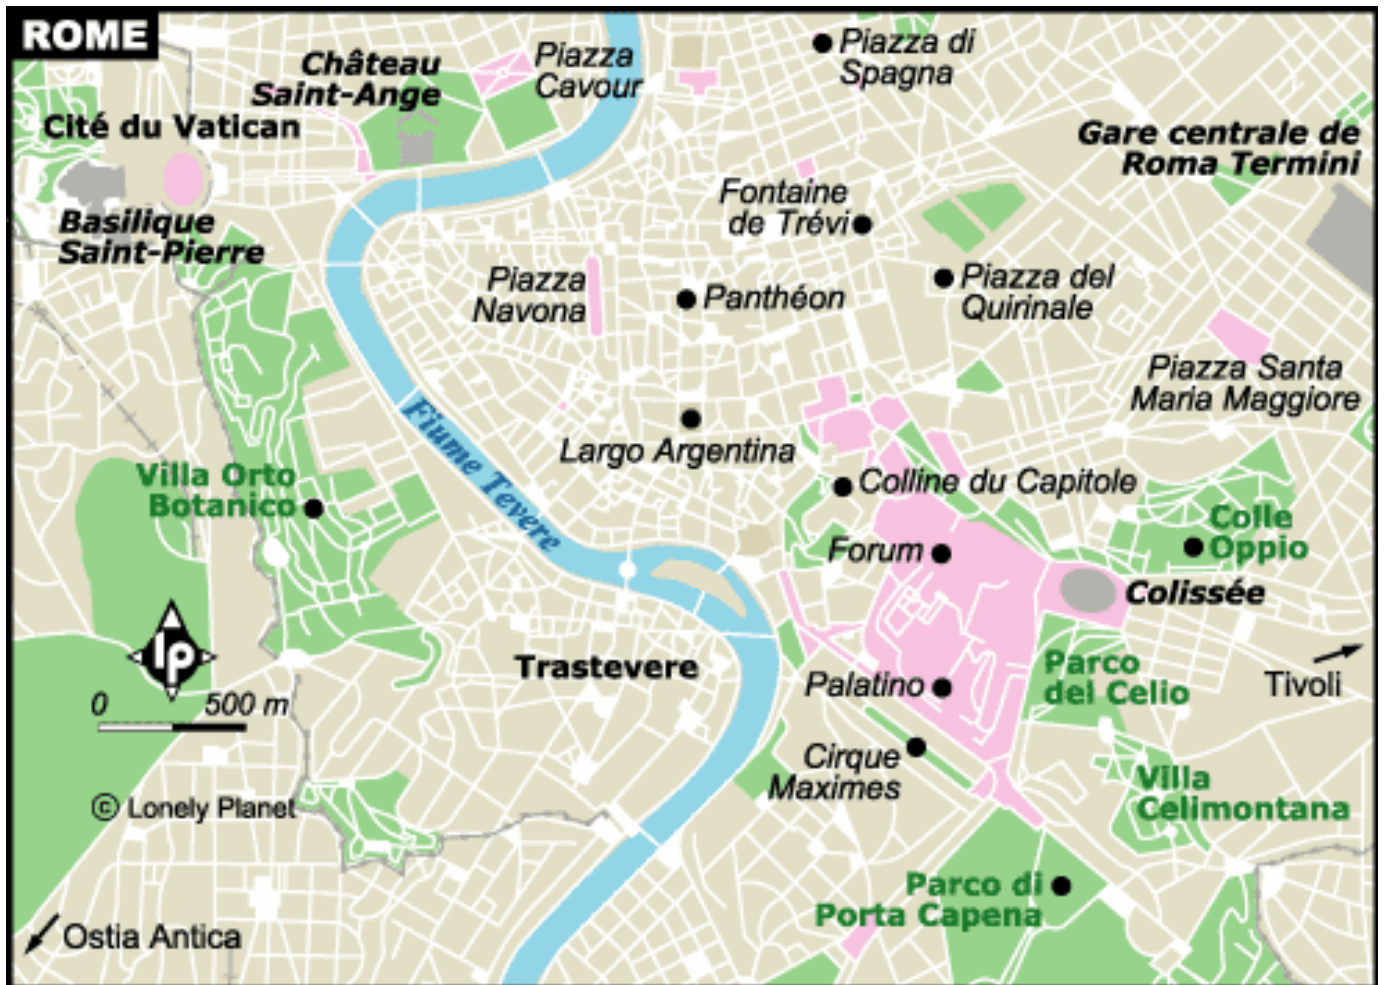 ROME
Château
Saint-Ange
Piazza
Cavour
Piazza di
Spagna
Cité du Vatican
Gare centrale de
Roma Termini
Basilique
Saint-Pierre
Fontaine
de Trévi
Piazza
Navona
Panthéon
Piazza del
Quirinale
Piazza Santa
Maria Maggiore
Fiume Tevere
Largo Argentina
Villa Orto
Botanico
Colline du Capitole
Forum
Colle
Oppio
Colissée
lp
Trastevere
Parco
del Celio
Tivoli
0 500 m
Palatino
Cirque
Maximes
Villa
Celimontana
© Lonely Planet
Parco di
Porta Capena
Ostia Antica